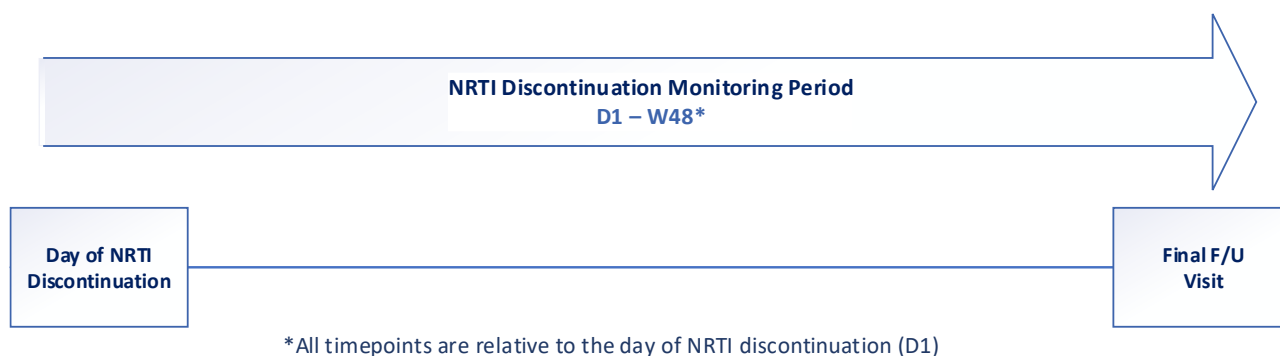 NRTI Discontinuation Monitoring Period
D1 – W48*
Day of NRTI
Discontinuation
Final F/U
Visit
*All timepoints are relative to the day of NRTI discontinuation (D1)